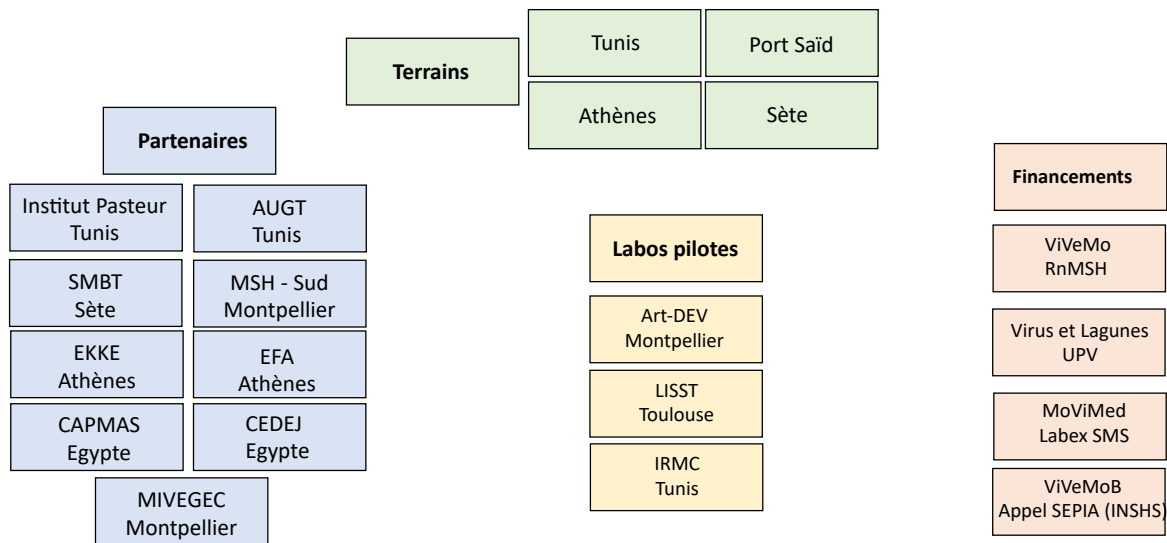 Terrains
Tunis
Port Saïd
Athènes
Sète
Partenaires
Institut Pasteur
Tunis
AUGT
Tunis
SMBT
Sète
MSH - Sud
Montpellier
EKKE
Athènes
EFA
Athènes
CAPMAS
Egypte
CEDEJ
Egypte
MIVEGEC
Montpellier
Labos pilotes
Art-DEV
Montpellier
LISST
Toulouse
IRMC
Tunis
Financements
ViVeMo
RnMSH
Virus et Lagunes
UPV
MoViMed
Labex SMS
ViVeMoB
Appel SEPIA (INSHS)